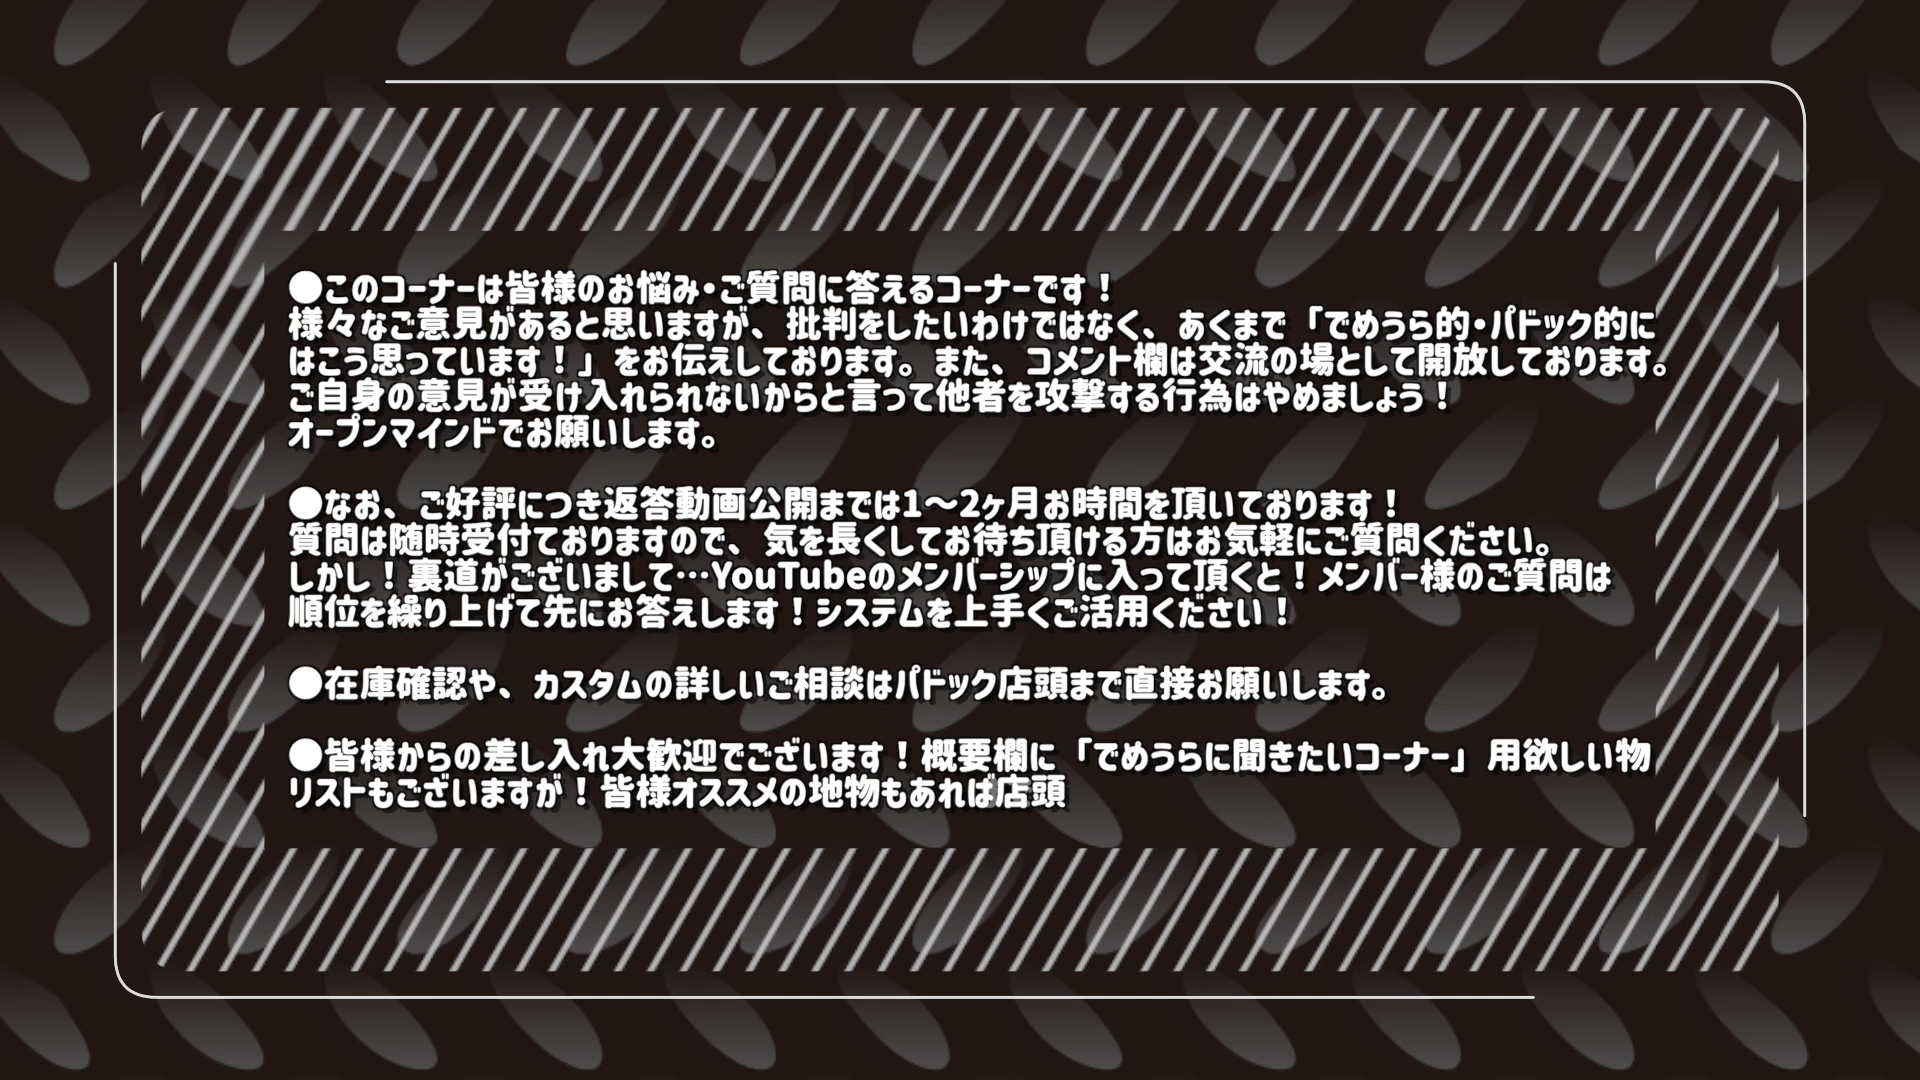 ●このコーナーは皆様のお悩み・ご質問に答えるコーナーです！
様々なご意見があると思いますが、批判をしたいわけではなく、あくまで「でめうら的・パドック的に
はこう思っています！」をお伝えしております。また、コメント欄は交流の場として開放しております。
ご自身の意見が受け入れられないからと言って他者を攻撃する行為はやめましょう！
オープンマインドでお願いします。
●なお、ご好評につき返答動画公開までは1～2ヶ月お時間を頂いております！
質問は随時受付ておりますので、気を長くしてお待ち頂ける方はお気軽にご質問ください。
しかし！裏道がございまして…YouTubeのメンバーシップに入って頂くと！メンバー様のご質問は
順位を繰り上げて先にお答えします！システムを上手くご活用ください！
●在庫確認や、カスタムの詳しいご相談はパドック店頭まで直接お願いします。
●皆様からの差し入れ大歓迎でございます！概要欄に「でめうらに聞きたいコーナー」用欲しい物
リストもございますが！皆様オススメの地物もあれば店頭